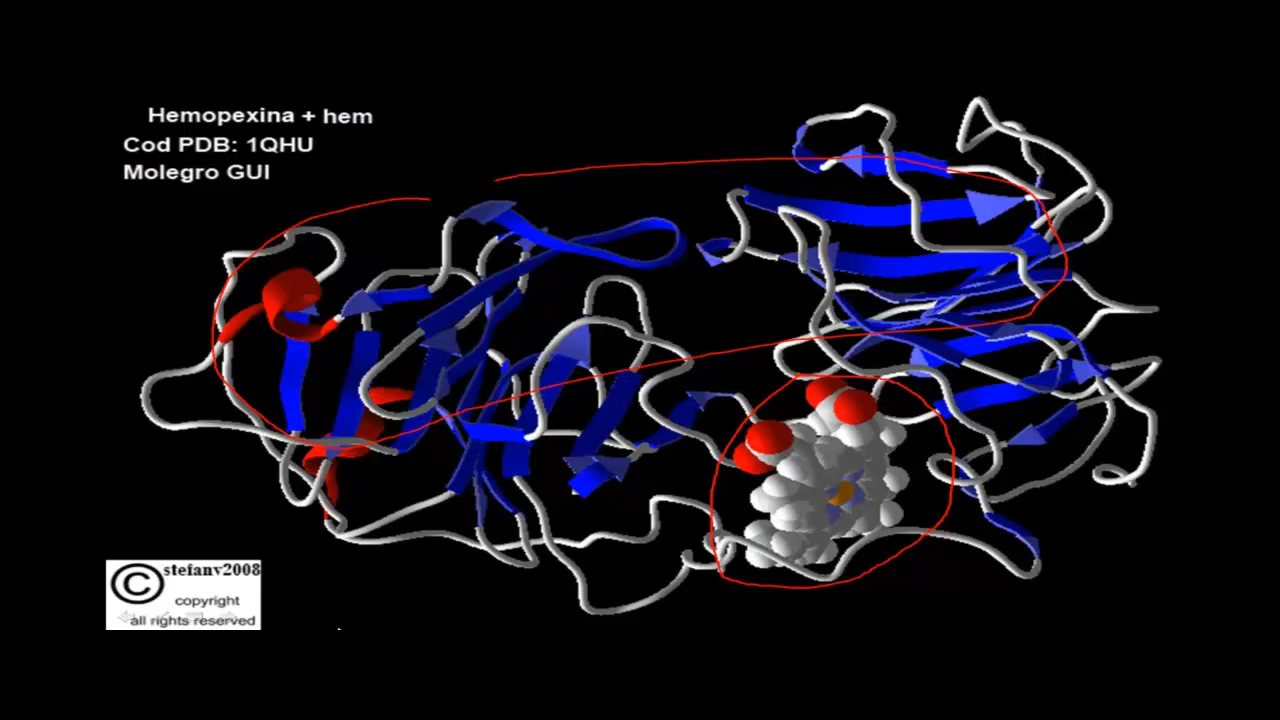 Hemopexina + hem
Cod PDB: 1QHU
Molegro GUI
© stefanv2008
copyright
all rights reserved